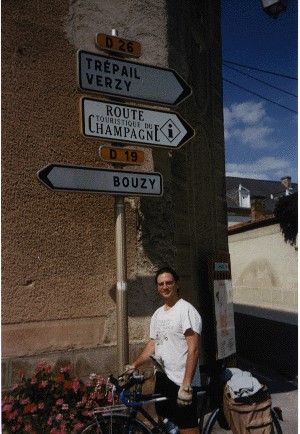 D 26
TRÉPAIL
VERZY
ROUTE
TOURISTIQUE DU
CHAMPAGNE
i
D 19
BOUZY